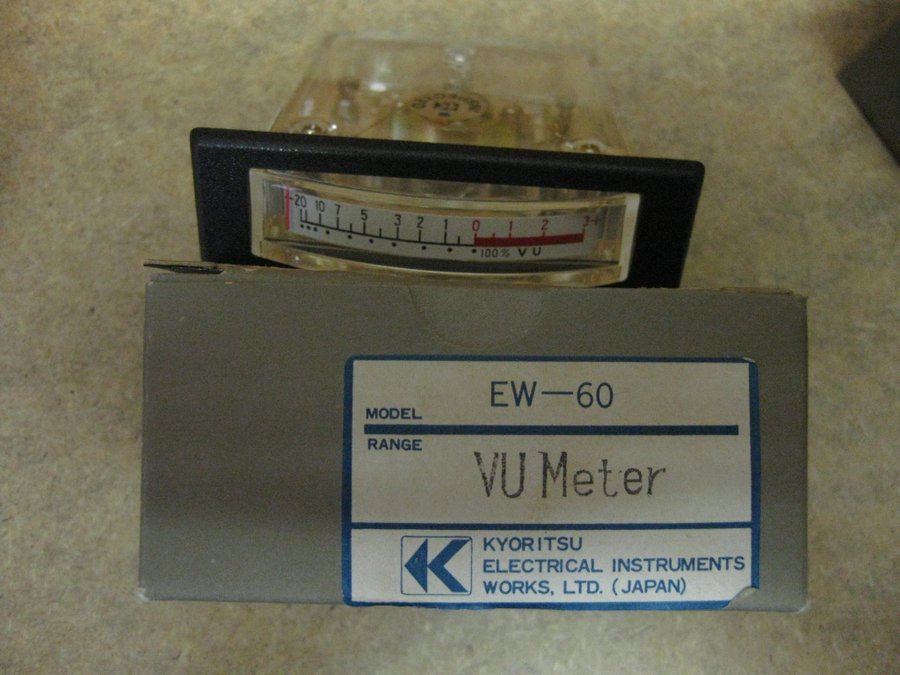 -20 10 7 5 3 2 1 0 1 2 3+
100% VU
MODEL EW—60
RANGE
VU Meter
KYORITSU
ELECTRICAL INSTRUMENTS
WORKS, LTD. (JAPAN)